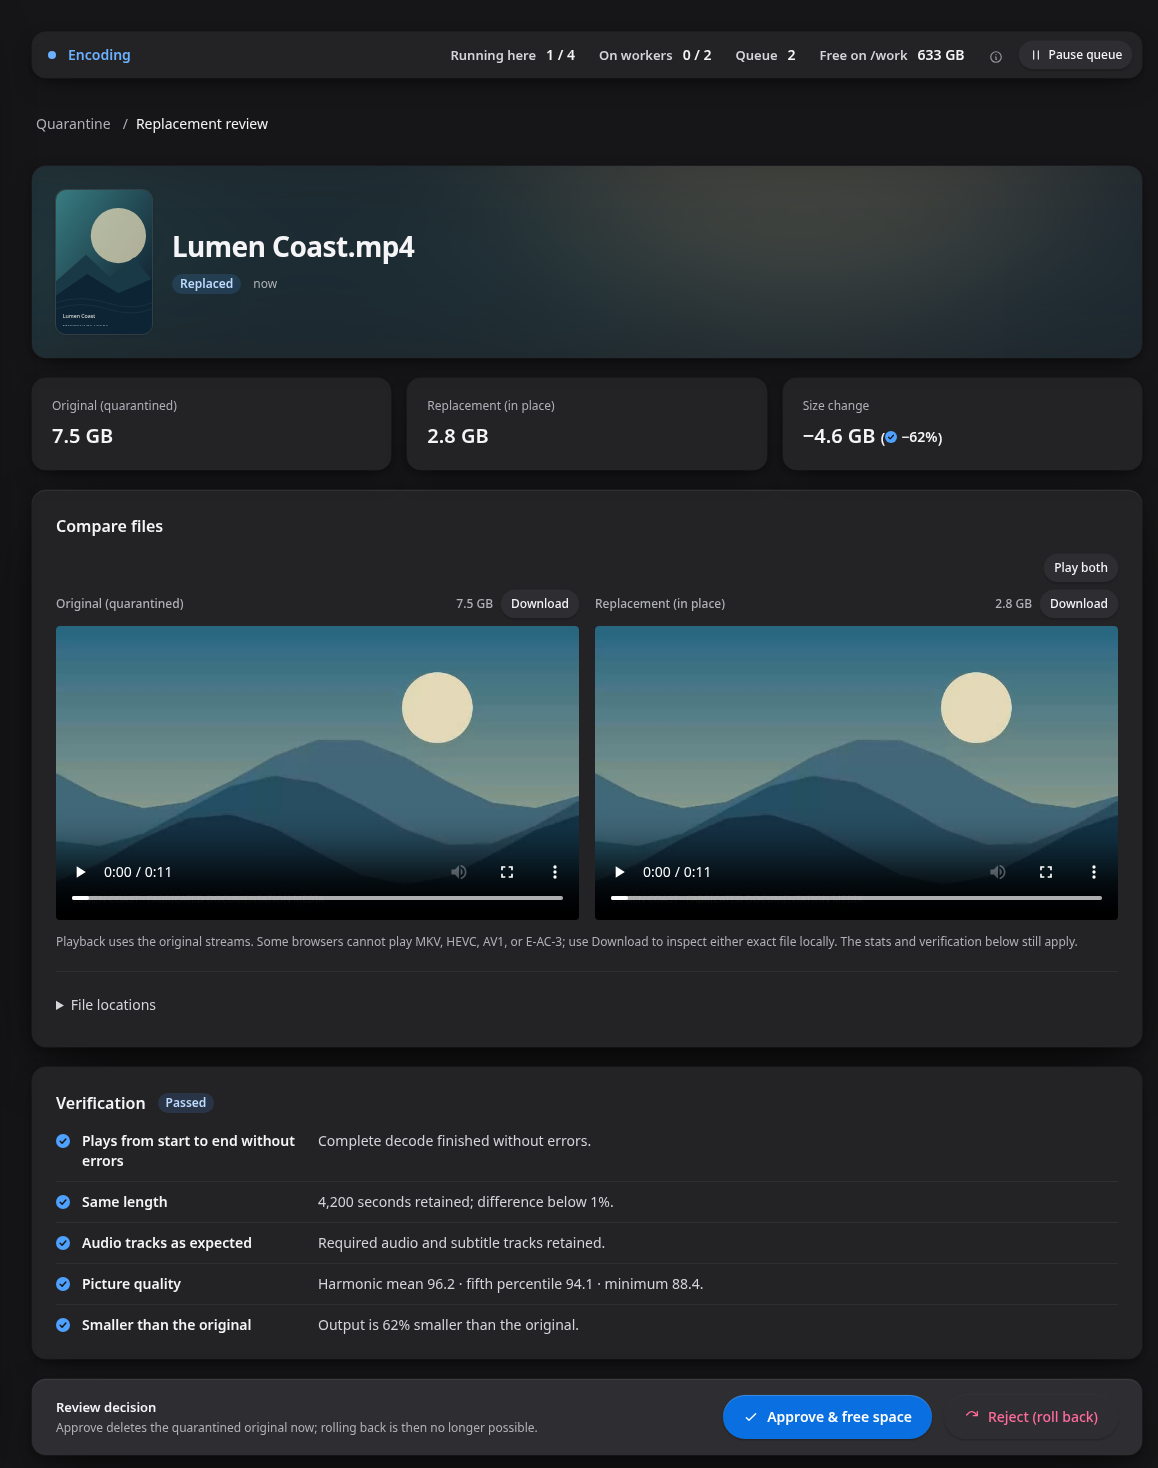 Encoding
Running here 1 / 4 On workers 0 / 2 Queue 2 Free on /work 633 GB Pause queue
Quarantine / Replacement review
Lumen Coast.mp4
Replaced now
Lumen Coast
Original (quarantined)
7.5 GB
Replacement (in place)
2.8 GB
Size change
−4.6 GB (−62%)
Compare files
Play both
Original (quarantined) 7.5 GB Download
Replacement (in place) 2.8 GB Download
0:00 / 0:11
0:00 / 0:11
Playback uses the original streams. Some browsers cannot play MKV, HEVC, AV1, or E-AC-3; use Download to inspect either exact file locally. The stats and verification below still apply.
File locations
Verification Passed
Plays from start to end without
errors
Complete decode finished without errors.
Same length 4,200 seconds retained; difference below 1%.
Audio tracks as expected Required audio and subtitle tracks retained.
Picture quality Harmonic mean 96.2 · fifth percentile 94.1 · minimum 88.4.
Smaller than the original Output is 62% smaller than the original.
Review decision
Approve deletes the quarantined original now; rolling back is then no longer possible.
Approve & free space Reject (roll back)